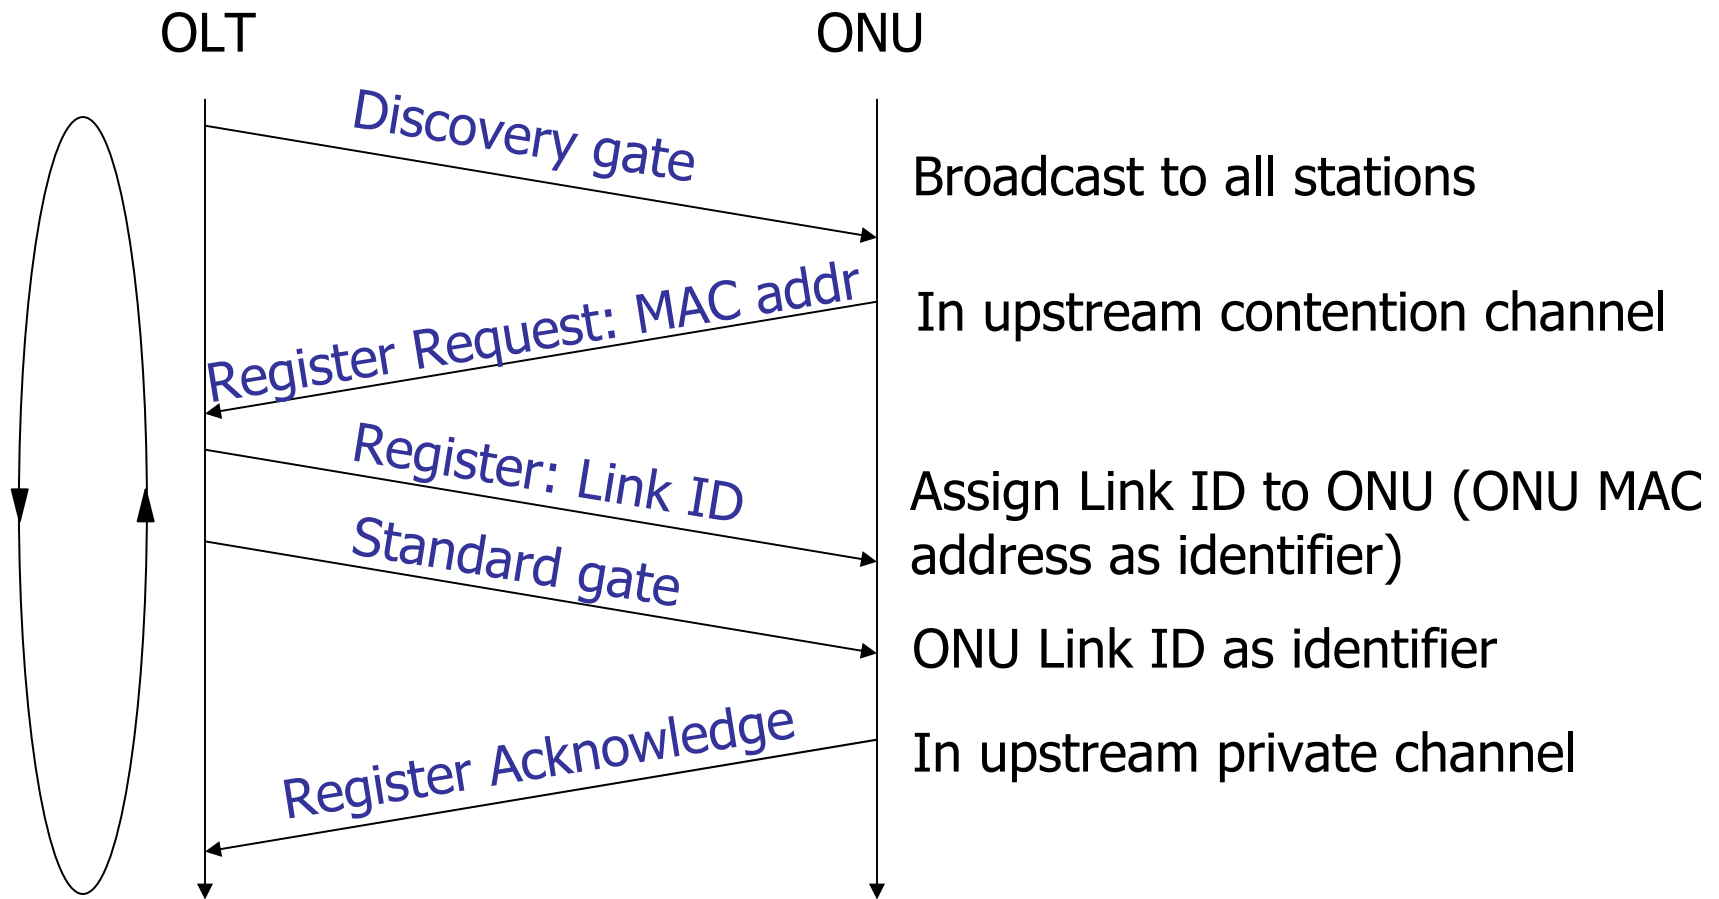 OLT
ONU
Discovery gate
Broadcast to all stations
Register Request: MAC addr
In upstream contention channel
Register: Link ID
Assign Link ID to ONU (ONU MAC
address as identifier)
Standard gate
ONU Link ID as identifier
Register Acknowledge
In upstream private channel